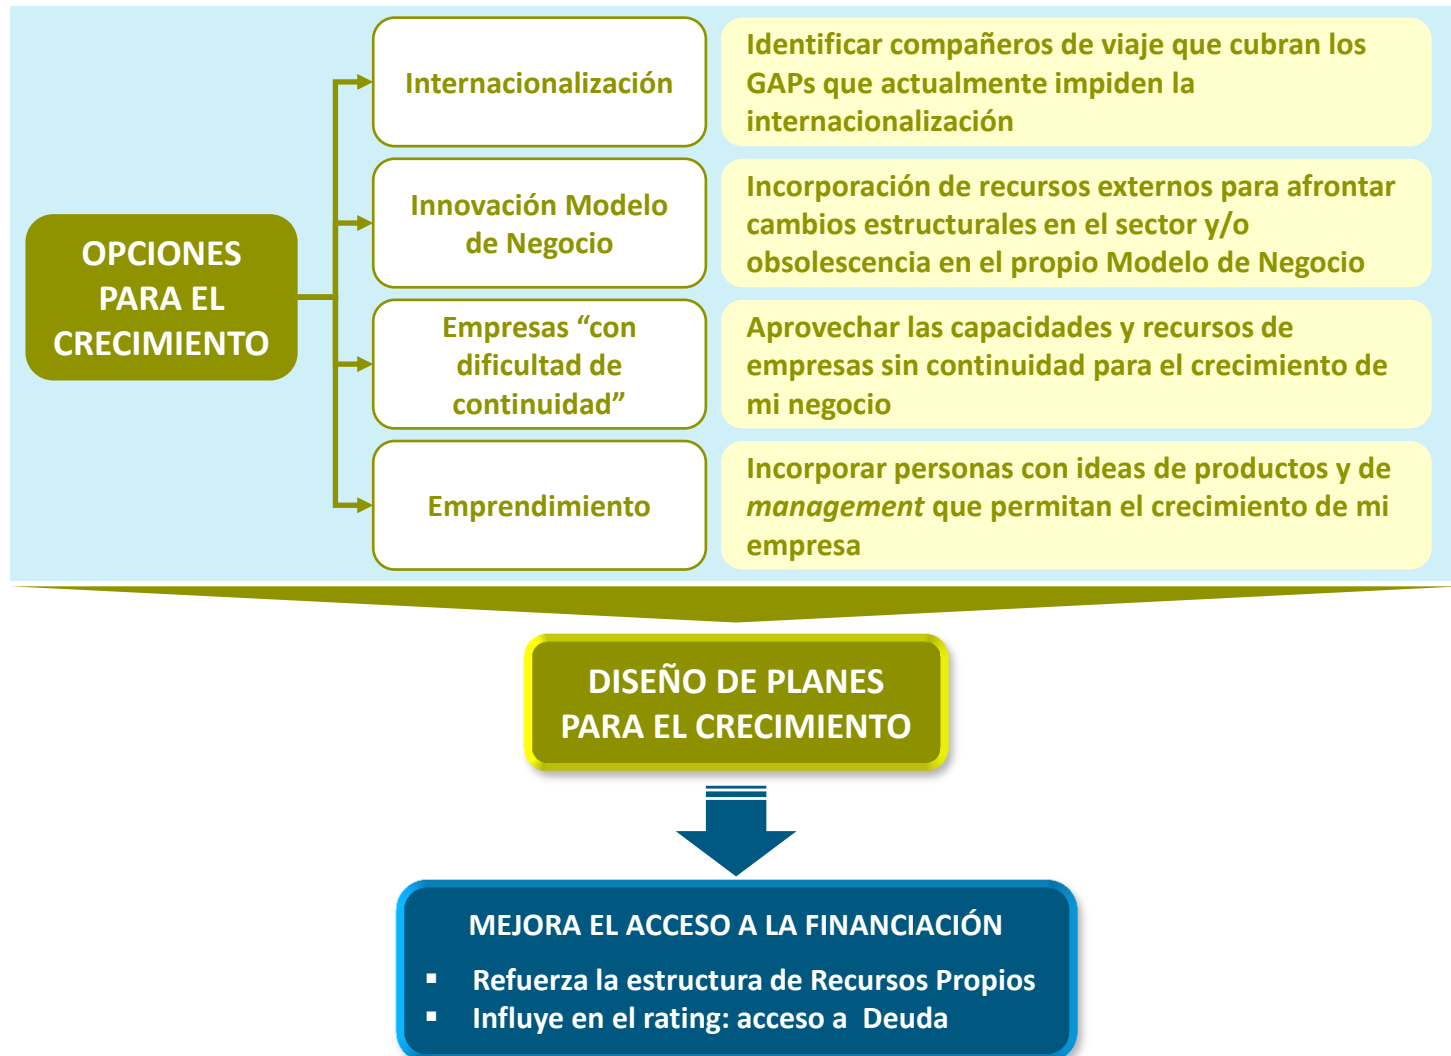 OPCIONES
PARA EL
CRECIMIENTO
Internacionalización
Identificar compañeros de viaje que cubran los
GAPs que actualmente impiden la
internacionalización
Innovación Modelo
de Negocio
Incorporación de recursos externos para afrontar
cambios estructurales en el sector y/o
obsolescencia en el propio Modelo de Negocio
Empresas “con
dificultad de
continuidad”
Aprovechar las capacidades y recursos de
empresas sin continuidad para el crecimiento de
mi negocio
Emprendimiento
Incorporar personas con ideas de productos y de
management que permitan el crecimiento de mi
empresa
DISEÑO DE PLANES
PARA EL CRECIMIENTO
MEJORA EL ACCESO A LA FINANCIACIÓN
▪ Refuerza la estructura de Recursos Propios
▪ Influye en el rating: acceso a Deuda